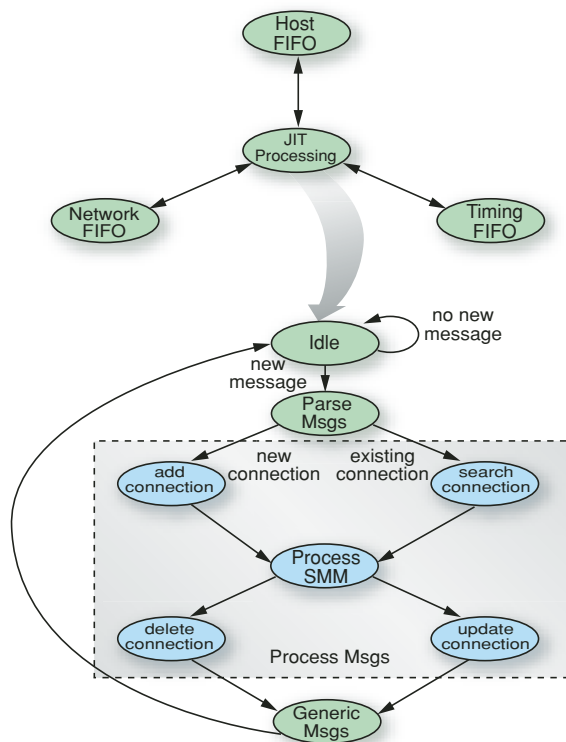 Host
FIFO
JIT
Processing
Network
FIFO
Timing
FIFO
Idle
no new
message
new
message
Parse
Msgs
new
connection
existing
connection
add
connection
search
connection
Process
SMM
delete
connection
update
connection
Process Msgs
Generic
Msgs